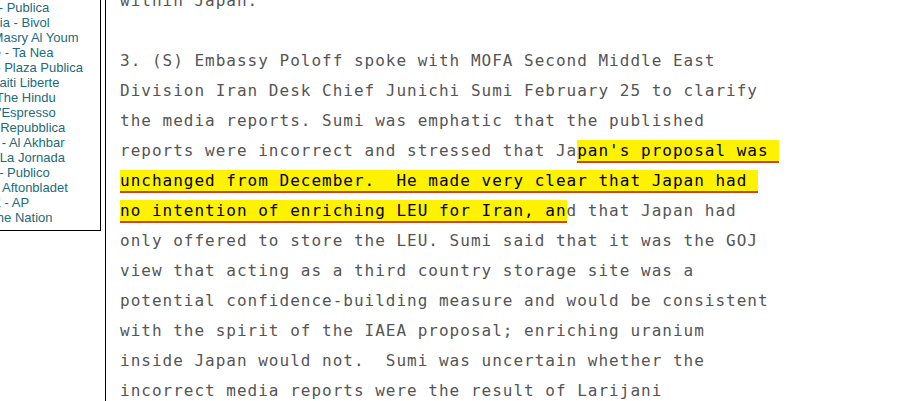 within Japan.
- Publica
ia - Bivol
Masry Al Youm
- Ta Nea
Plaza Publica
aiti Liberte
The Hindu
'Espresso
Repubblica
- Al Akhbar
La Jornada
- Publico
Aftonbladet
- AP
he Nation
3. (S) Embassy Poloff spoke with MOFA Second Middle East
Division Iran Desk Chief Junichi Sumi February 25 to clarify
the media reports. Sumi was emphatic that the published
reports were incorrect and stressed that Japan's proposal was
unchanged from December.  He made very clear that Japan had
no intention of enriching LEU for Iran, and that Japan had
only offered to store the LEU. Sumi said that it was the GOJ
view that acting as a third country storage site was a
potential confidence-building measure and would be consistent
with the spirit of the IAEA proposal; enriching uranium
inside Japan would not.  Sumi was uncertain whether the
incorrect media reports were the result of Larijani